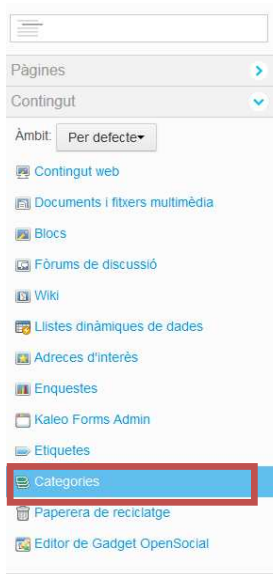 Pàgines
Contingut
Àmbit: Per defecte
Contingut web
Documents i fitxers multimèdia
Blocs
Fòrums de discussió
Wiki
Llistes dinàmiques de dades
Adreces d'interès
Enquestes
Kaleo Forms Admin
Etiquetes
Categories
Paperera de reciclatge
Editor de Gadget OpenSocial